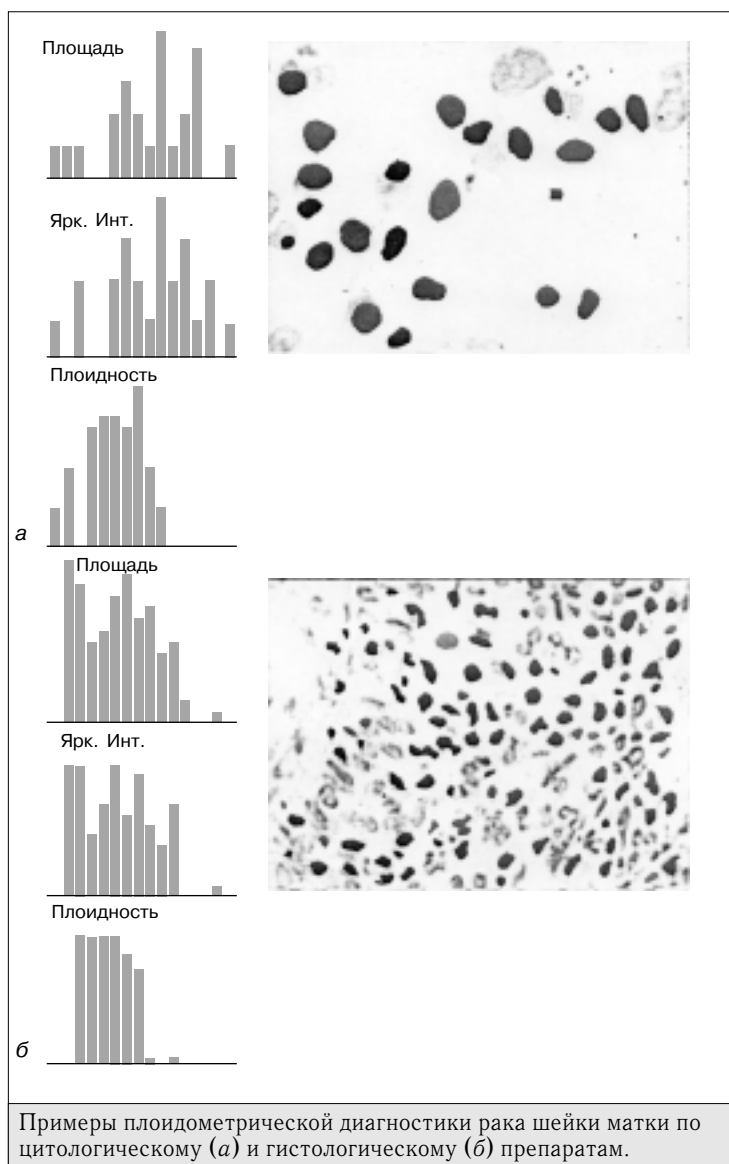 Площадь
Ярк. Инт.
Плоидность
а
Площадь
Ярк. Инт.
Плоидность
б
Примеры плоидометрической диагностики рака шейки матки по
цитологическому (а) и гистологическому (б) препаратам.